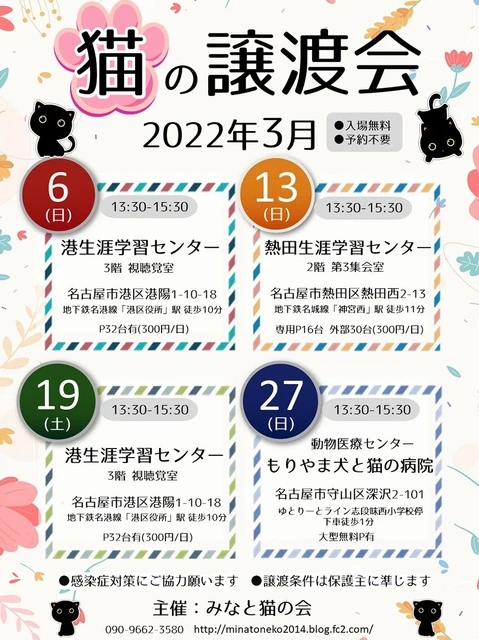 猫の譲渡会
2022年3月
●入場無料
●予約不要
6
(日)
13:30-15:30
港生涯学習センター
3階 視聴覚室
名古屋市港区港陽1-10-18
地下鉄名港線「港区役所」駅 徒歩10分
P32台有(300円/日)
13
(日)
13:30-15:30
熱田生涯学習センター
2階 第3集会室
名古屋市熱田区熱田西2-13
地下鉄名城線「神宮西」駅 徒歩11分
専用P16台 外部30台(300円/日)
19
(土)
13:30-15:30
港生涯学習センター
3階 視聴覚室
名古屋市港区港陽1-10-18
地下鉄名港線「港区役所」駅 徒歩10分
P32台有(300円/日)
27
(日)
13:30-15:30
動物医療センター
もりやま犬と猫の病院
名古屋市守山区深沢2-101
ゆとりーとライン志段味西小学校停
下車徒歩1分
大型無料P有
●感染症対策にご協力願います ●譲渡条件は保護主に準じます
主催：みなと猫の会
090-9662-3580 http://minatoneko2014.blog.fc2.com/